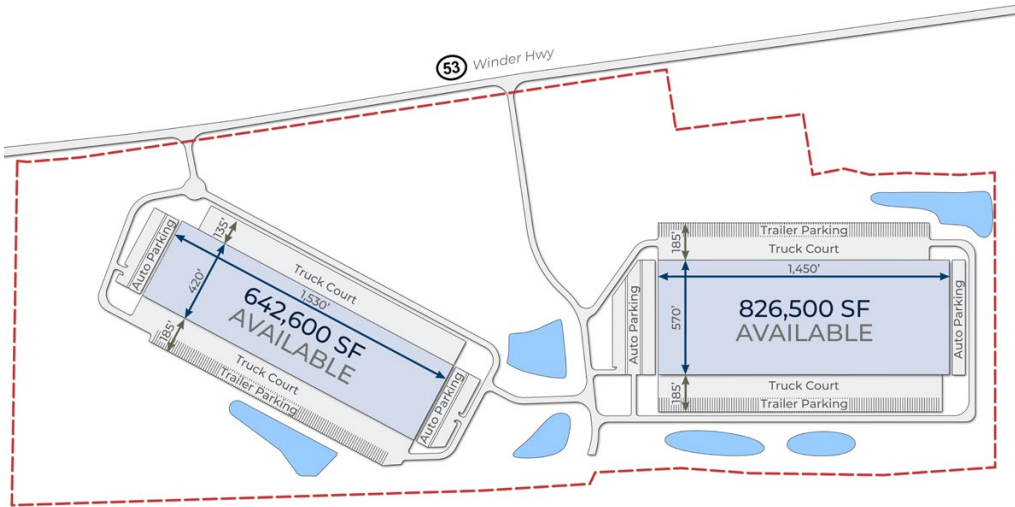 53 Winder Hwy
135'
Auto Parking
Truck Court
420'
1,530'
642,600 SF
AVAILABLE
185'
Truck Court
Trailer Parking
Auto Parking
Trailer Parking
185'
Truck Court
1,450'
Auto Parking
570'
826,500 SF
AVAILABLE
Auto Parking
185'
Truck Court
Trailer Parking